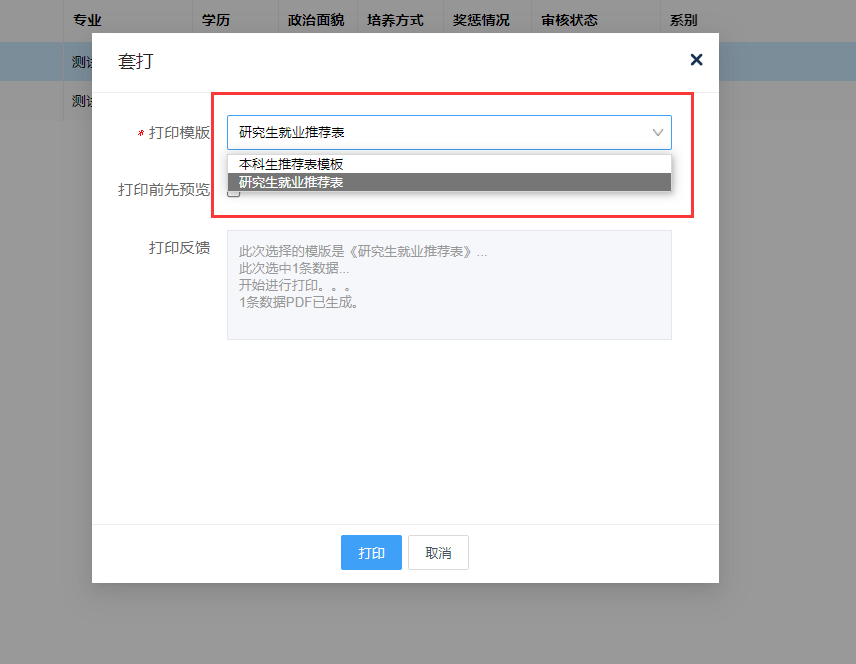 专业 学历 政治面貌 培养方式 奖惩情况 审核状态 系别
套打
测
测
* 打印模版 研究生就业推荐表
本科生推荐表模板
研究生就业推荐表
打印前先预览
打印反馈
此次选择的模版是《研究生就业推荐表》...
此次选中1条数据...
开始进行打印。。。
1条数据PDF已生成。
打印 取消